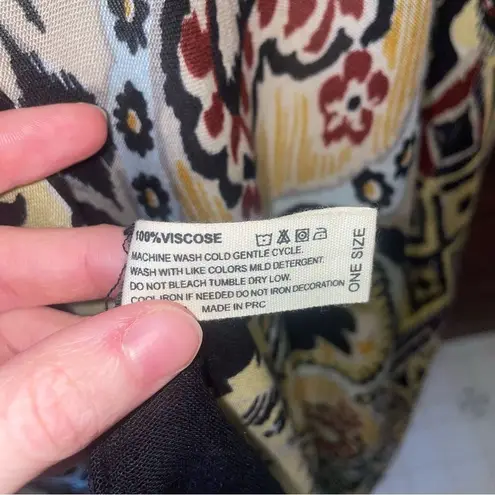 100%VISCOSE
MACHINE WASH COLD GENTLE CYCLE.
WASH WITH LIKE COLORS MILD DETERGENT.
DO NOT BLEACH TUMBLE DRY LOW.
COOL IRON IF NEEDED DO NOT IRON DECORATION
MADE IN PRC
ONE SIZE